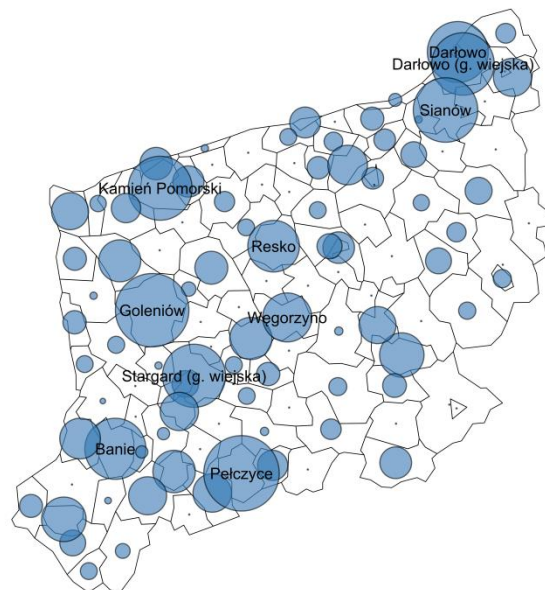 Darłowo
Darłowo (g. wiejska)
Sianów
Kamień Pomorski
Resko
Goleniów
Węgorzyno
Stargard (g. wiejska)
Banie
Pełczyce